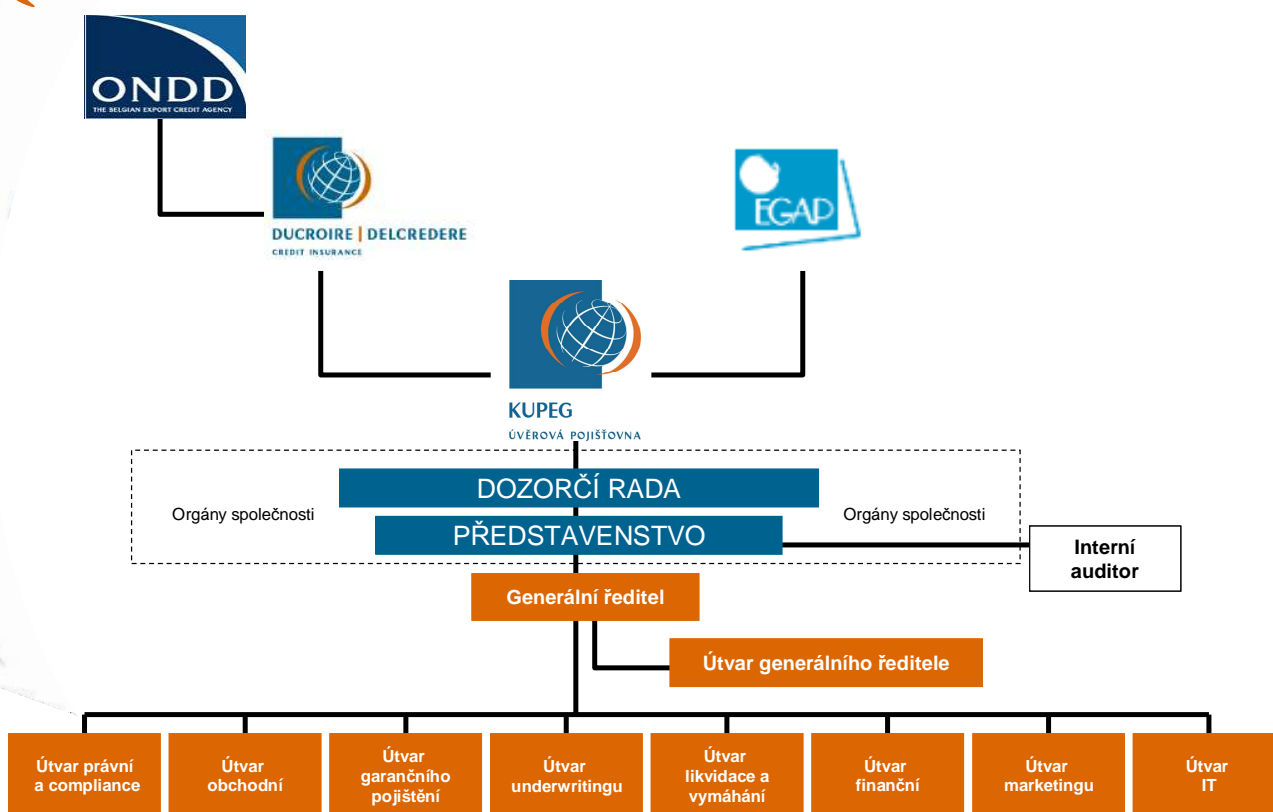 ONDD
THE BELGIAN EXPORT CREDIT AGENCY
DUCROIRE | DELCREDERE
CREDIT INSURANCE
EGAP
KUPEG
ÚVĚROVÁ POJIŠŤOVNA
DOZORČÍ RADA
Orgány společnosti
Orgány společnosti
PŘEDSTAVENSTVO
Interní
auditor
Generální ředitel
Útvar generálního ředitele
Útvar právní
a compliance
Útvar
obchodní
Útvar
garančního
pojištění
Útvar
underwritingu
Útvar
likvidace a
vymáhání
Útvar
finanční
Útvar
marketingu
Útvar
IT